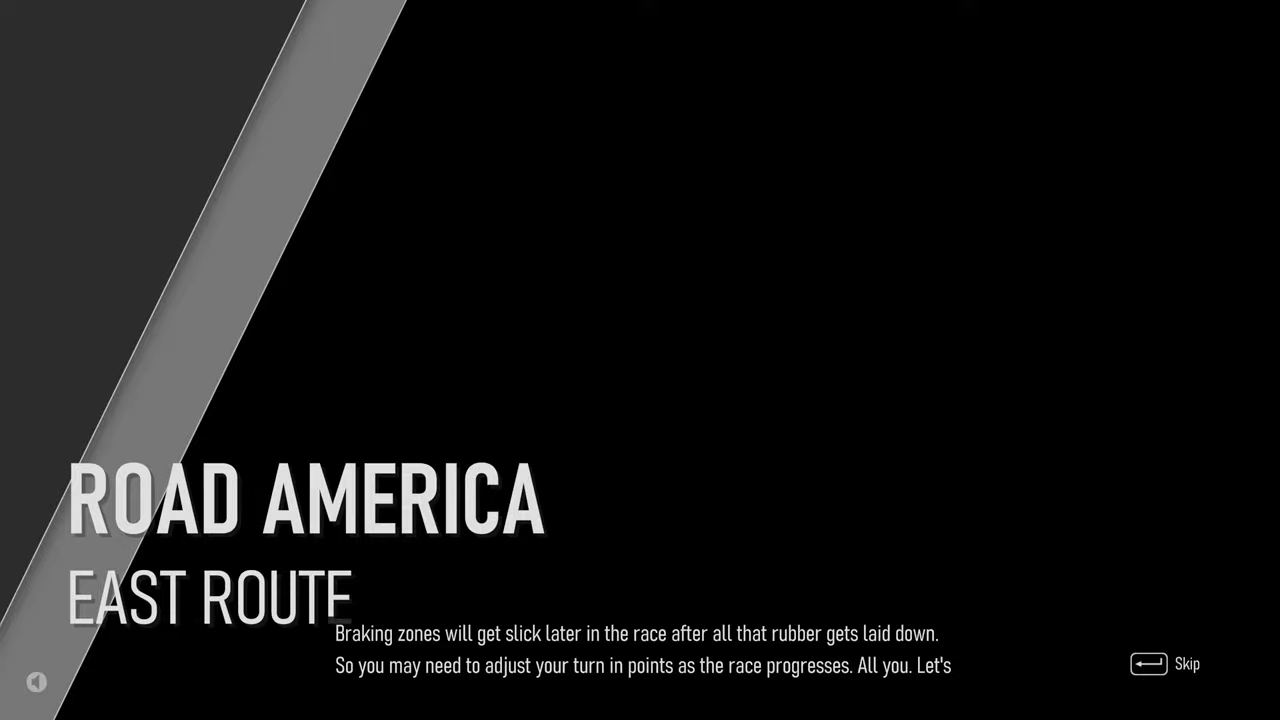 ROAD AMERICA
EAST ROUTE
Braking zones will get slick later in the race after all that rubber gets laid down.
So you may need to adjust your turn in points as the race progresses. All you. Let's
Skip